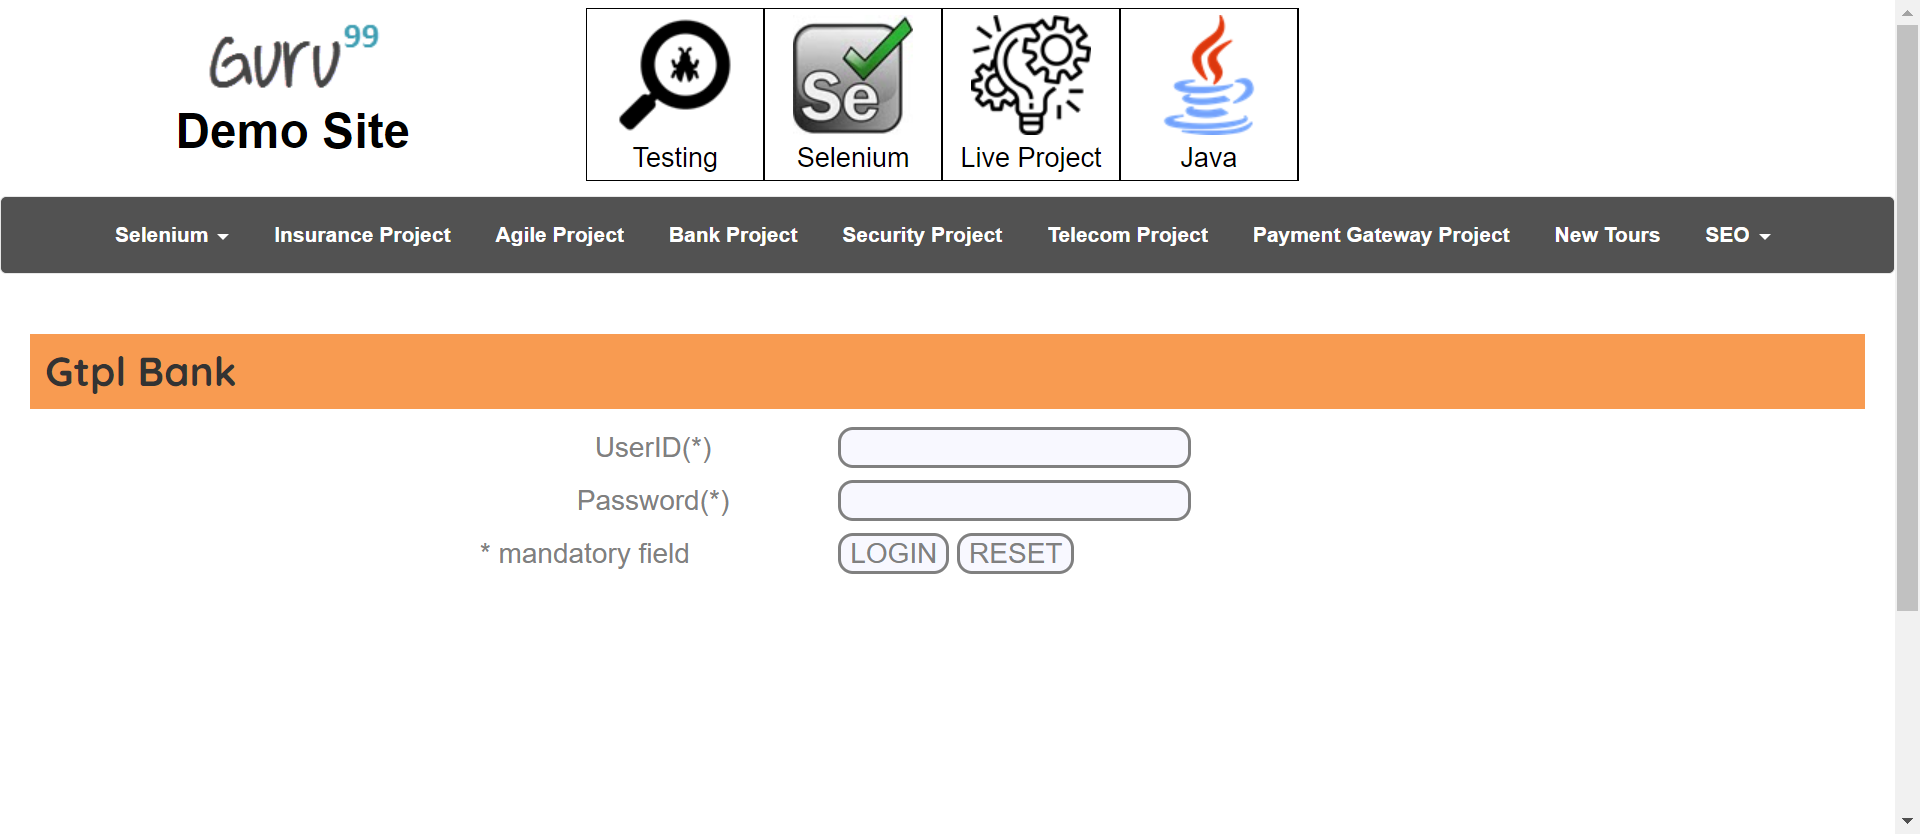 Guru99
Demo Site
Se
Testing Selenium Live Project Java
Selenium Insurance Project Agile Project Bank Project Security Project Telecom Project Payment Gateway Project New Tours SEO
Gtpl Bank
UserID(*)
Password(*)
* mandatory field LOGIN RESET